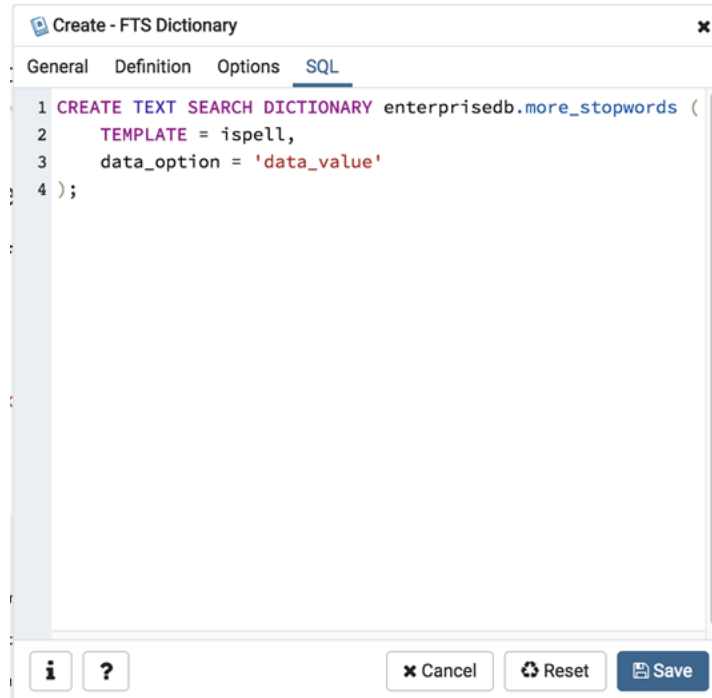 Create - FTS Dictionary
General Definition Options SQL
1 CREATE TEXT SEARCH DICTIONARY enterprisedb.more_stopwords (
2 TEMPLATE = ispell,
3 data_option = 'data_value'
4 );
i ? Cancel Reset Save